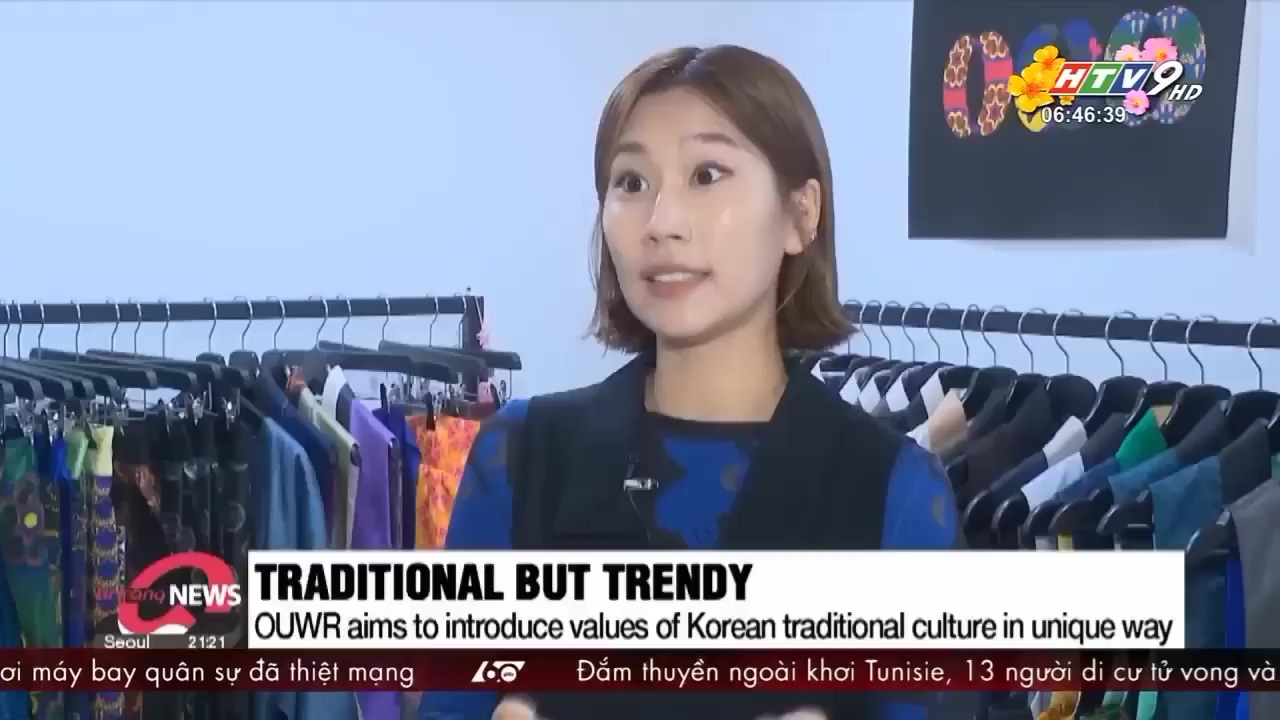 HTV9 HD
06:46:39
TRADITIONAL BUT TRENDY
Arirang NEWS
OUWR aims to introduce values of Korean traditional culture in unique way
Seoul 21:21
ơi máy bay quân sự đã thiệt mạng
60 Đắm thuyền ngoài khơi Tunisie, 13 người di cư tử vong và